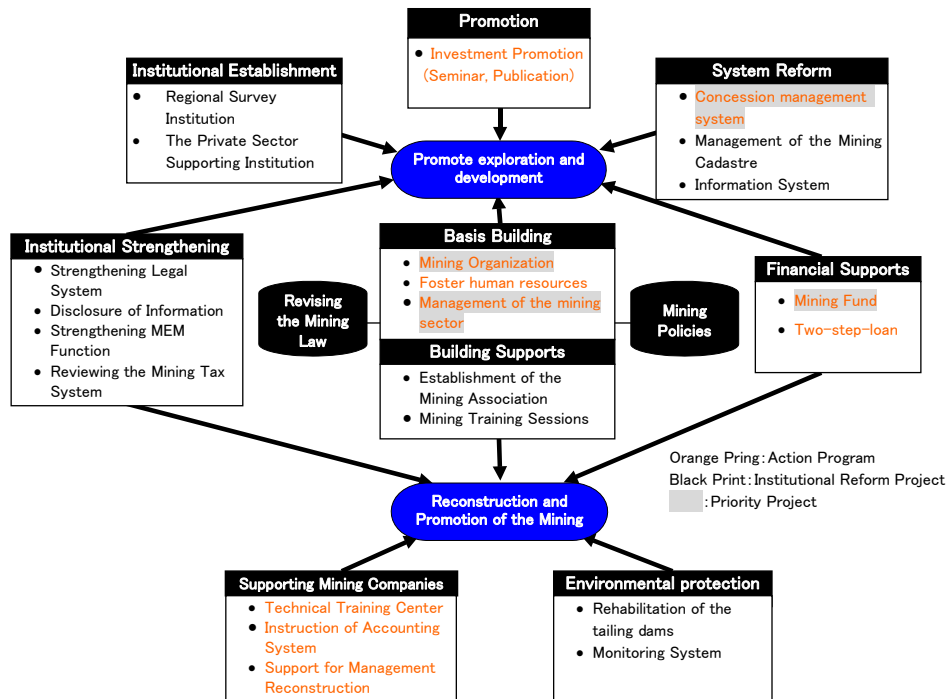 Promotion
● Investment Promotion
(Seminar, Publication)
Institutional Establishment
● Regional Survey
Institution
● The Private Sector
Supporting Institution
System Reform
● Concession management
system
● Management of the Mining
Cadastre
● Information System
Promote exploration and
development
Institutional Strengthening
● Strengthening Legal
System
● Disclosure of Information
● Strengthening MEM
Function
● Reviewing the Mining Tax
System
Revising
the Mining
Law
Basis Building
● Mining Organization
● Foster human resources
● Management of the mining
sector
Building Supports
● Establishment of the
Mining Association
● Mining Training Sessions
Mining
Policies
Financial Supports
● Mining Fund
● Two-step-loan
Orange Pring：Action Program
Black Print：Institutional Reform Project
：Priority Project
Reconstruction and
Promotion of the Mining
Supporting Mining Companies
● Technical Training Center
● Instruction of Accounting
System
● Support for Management
Reconstruction
Environmental protection
● Rehabilitation of the
tailing dams
● Monitoring System